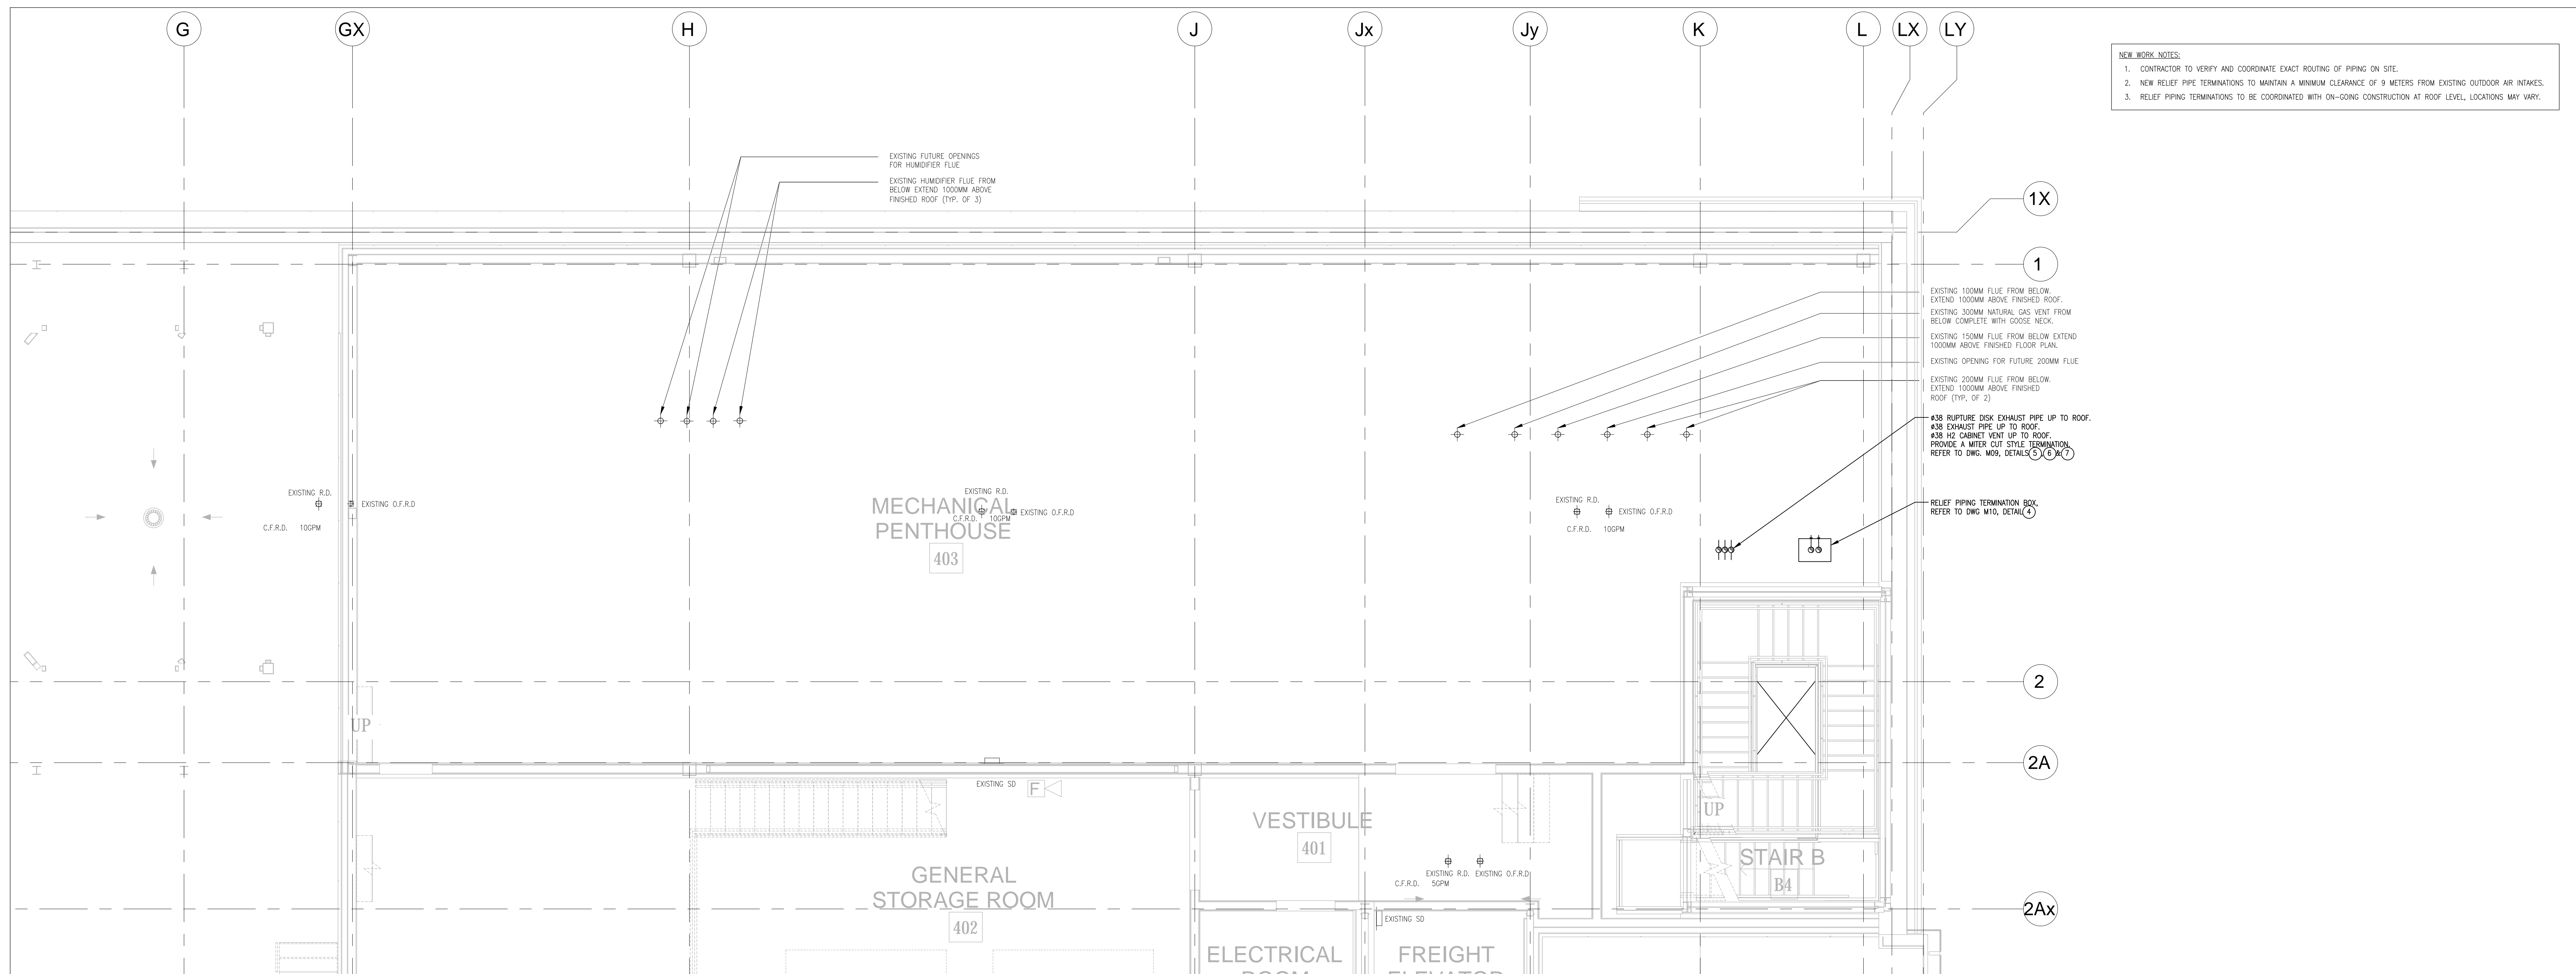 G
GX
H
J
Jx
Jy
K
L
LX
LY
NEW WORK NOTES:
1. CONTRACTOR TO VERIFY AND COORDINATE EXACT ROUTING OF PIPING ON SITE.
2. NEW RELIEF PIPE TERMINATIONS TO MAINTAIN A MINIMUM CLEARANCE OF 9 METERS FROM EXISTING OUTDOOR AIR INTAKES.
3. RELIEF PIPING TERMINATIONS TO BE COORDINATED WITH ON-GOING CONSTRUCTION AT ROOF LEVEL, LOCATIONS MAY VARY.
EXISTING FUTURE OPENINGS
FOR HUMIDIFIER FLUE
EXISTING HUMIDIFIER FLUE FROM
BELOW EXTEND 1000MM ABOVE
FINISHED ROOF (TYP. OF 3)
1X
1
EXISTING 100MM FLUE FROM BELOW.
EXTEND 1000MM ABOVE FINISHED ROOF.
EXISTING 300MM NATURAL GAS VENT FROM
BELOW COMPLETE WITH GOOSE NECK.
EXISTING 150MM FLUE FROM BELOW EXTEND
1000MM ABOVE FINISHED FLOOR PLAN.
EXISTING OPENING FOR FUTURE 200MM FLUE
EXISTING 200MM FLUE FROM BELOW.
EXTEND 1000MM ABOVE FINISHED
ROOF (TYP. OF 2)
ø38 RUPTURE DISK EXHAUST PIPE UP TO ROOF.
ø38 EXHAUST PIPE UP TO ROOF.
ø38 H2 CABINET VENT UP TO ROOF.
PROVIDE A MITER CUT STYLE TERMINATION.
REFER TO DWG. M09, DETAILS 5, 6 & 7
RELIEF PIPING TERMINATION BOX,
REFER TO DWG M10, DETAIL 4
EXISTING R.D.
EXISTING O.F.R.D
C.F.R.D. 10GPM
EXISTING R.D.
MECHANICAL
C.F.R.D. 10GPM
EXISTING O.F.R.D
PENTHOUSE
403
EXISTING R.D.
EXISTING O.F.R.D
C.F.R.D. 10GPM
2
UP
2A
EXISTING SD
F
VESTIBULE
401
UP
STAIR B
B4
GENERAL
STORAGE ROOM
402
EXISTING R.D.
EXISTING O.F.R.D
C.F.R.D. 5GPM
2Ax
EXISTING SD
ELECTRICAL
ROOM
FREIGHT
ELEVATOR